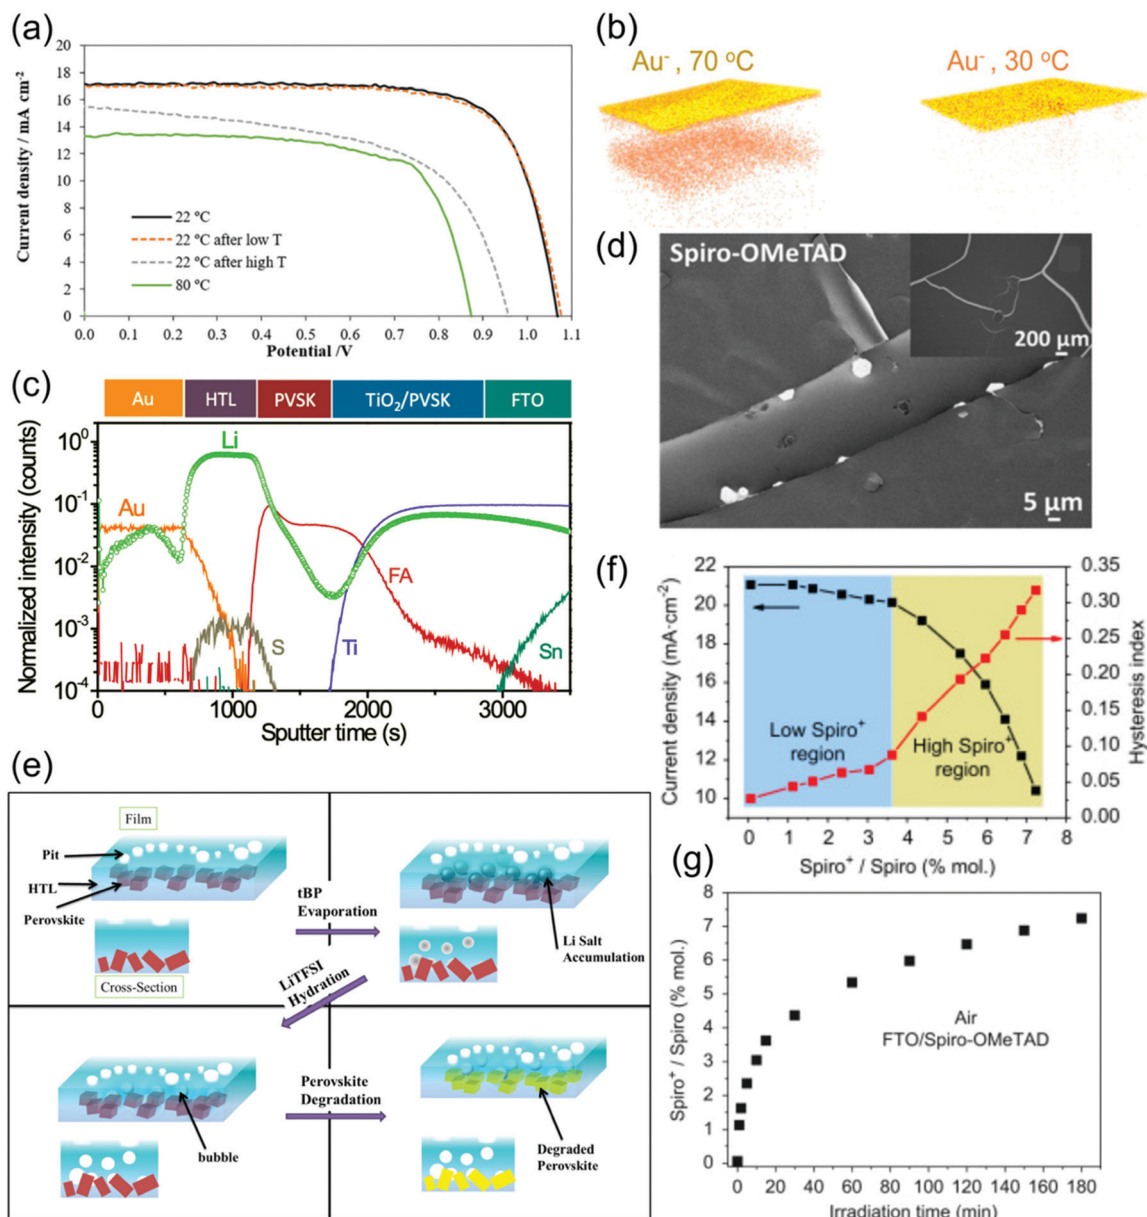 (a)
20
18
16
14
12
10
8
6
4
2
0
Current density / mA cm-2
22 °C
22 °C after low T
22 °C after high T
80 °C
0.0 0.1 0.2 0.3 0.4 0.5 0.6 0.7 0.8 0.9 1.0 1.1
Potential /V
(b)
Au- , 70 °C
Au- , 30 °C
(c)
Au HTL PVSK TiO2/PVSK FTO
Normalized intensity (counts)
10^0
10^-1
10^-2
10^-3
10^-4
Li
Au
FA
S
Ti
Sn
0 1000 2000 3000
Sputter time (s)
(d)
Spiro-OMeTAD
200 µm
5 µm
(e)
Film
Pit
HTL
Perovskite
Cross-Section
tBP
Evaporation
Li Salt
Accumulation
LiTFSI
Hydration
bubble
Perovskite
Degradation
Degraded
Perovskite
(f)
Current density (mA·cm-2)
22
20
18
16
14
12
10
Low Spiro+
region
High Spiro+
region
0.30
0.25
0.20
0.15
0.10
0.05
0.00
Hysteresis index
0 1 2 3 4 5 6 7 8
Spiro+ / Spiro (% mol.)
(g)
Spiro+ / Spiro (% mol.)
8
7
6
5
4
3
2
1
0
Air
FTO/Spiro-OMeTAD
0 20 40 60 80 100 120 140 160 180
Irradiation time (min)